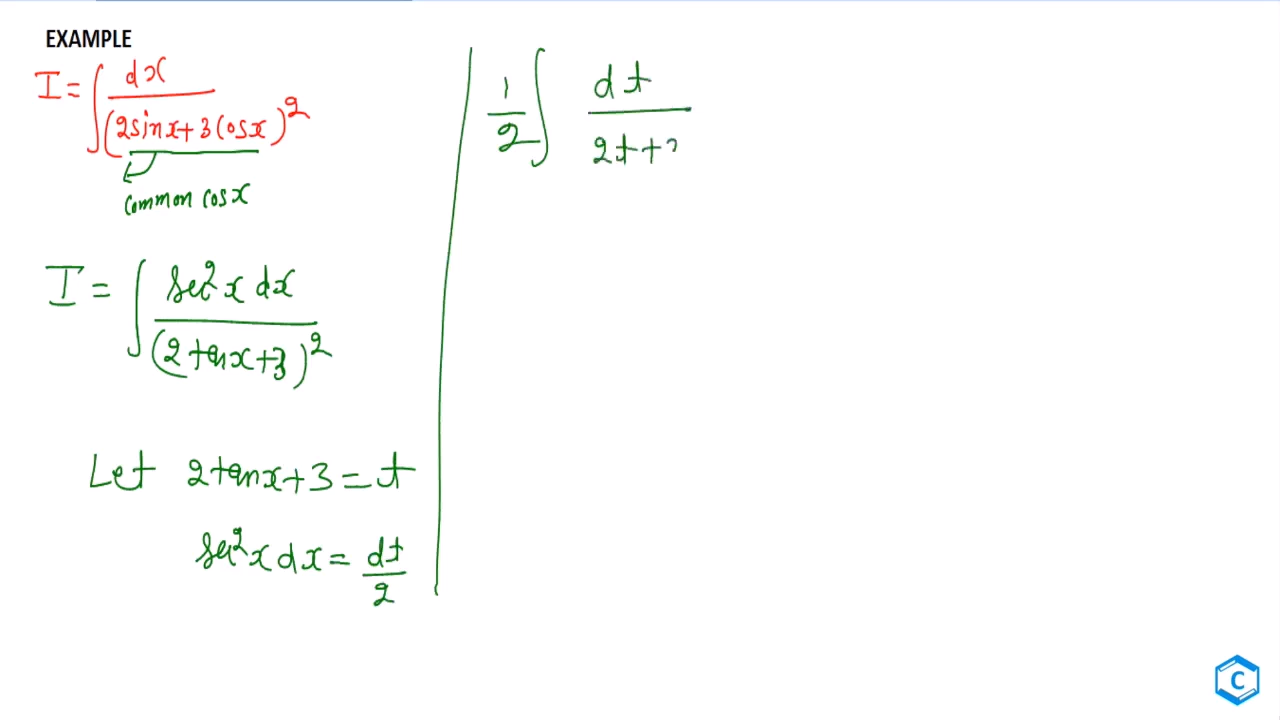 EXAMPLE
I = ∫ dx / (2sinx + 3cosx)²
common cosx
I = ∫ sec²x dx / (2tanx + 3)²
Let 2tanx + 3 = t
sec²x dx = dt/2
1/2 ∫ dt / 2t +
C